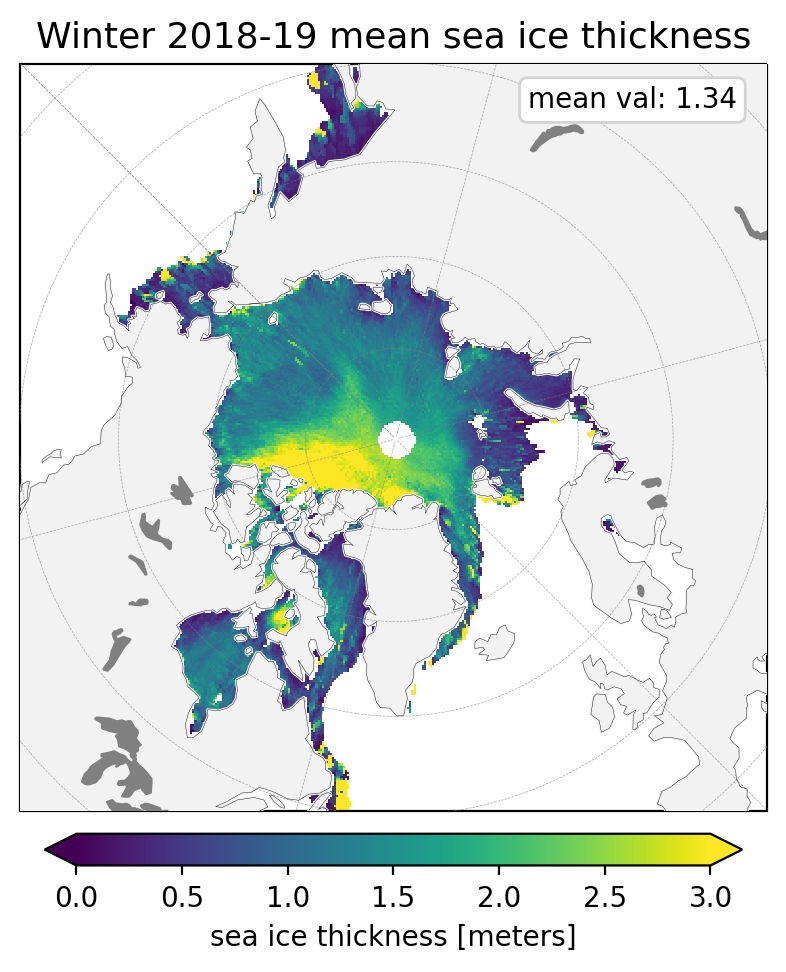 Winter 2018-19 mean sea ice thickness
mean val: 1.34
0.0 0.5 1.0 1.5 2.0 2.5 3.0
sea ice thickness [meters]